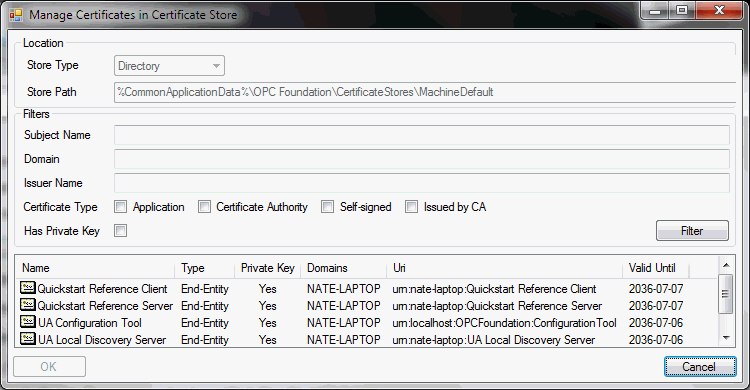 Manage Certificates in Certificate Store
Location
Store Type Directory
Store Path %CommonApplicationData%\OPC Foundation\CertificateStores\MachineDefault
Filters
Subject Name
Domain
Issuer Name
Certificate Type Application Certificate Authority Self-signed Issued by CA
Has Private Key Filter
Name Type Private Key Domains Uri Valid Until
Quickstart Reference Client End-Entity Yes NATE-LAPTOP urn:nate-laptop:Quickstart Reference Client 2036-07-07
Quickstart Reference Server End-Entity Yes NATE-LAPTOP urn:nate-laptop:Quickstart Reference Server 2036-07-07
UA Configuration Tool End-Entity Yes NATE-LAPTOP urn:localhost:OPCFoundation:ConfigurationTool 2036-07-06
UA Local Discovery Server End-Entity Yes NATE-LAPTOP urn:nate-laptop:UA Local Discovery Server 2036-07-06
OK Cancel